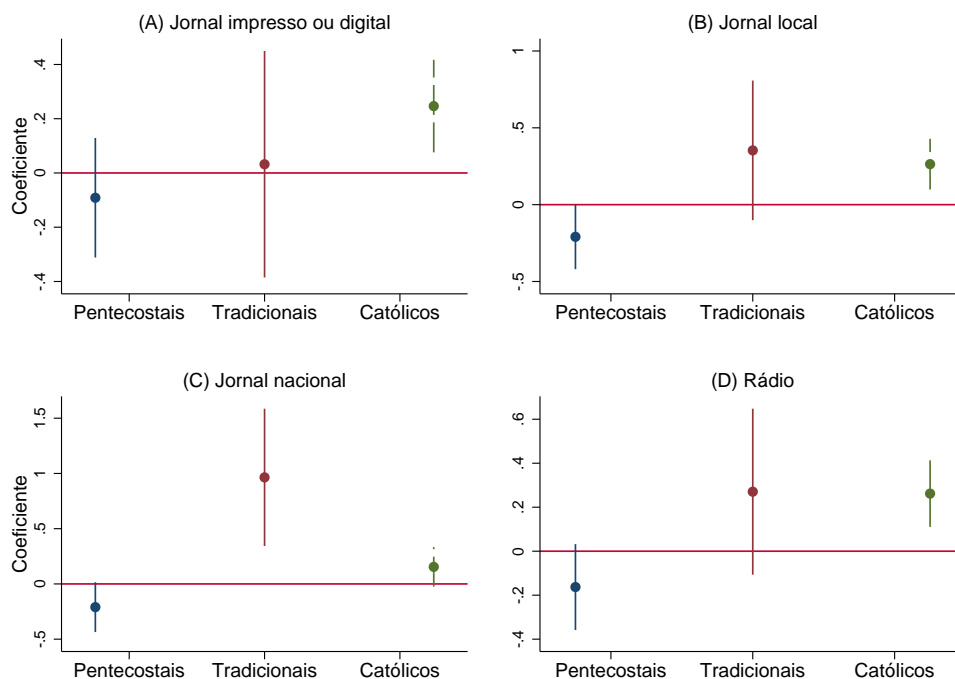 (A) Jornal impresso ou digital
Coeficiente
.4
.2
0
-.2
-.4
Pentecostais Tradicionais Católicos
(B) Jornal local
1
.5
0
-.5
Pentecostais Tradicionais Católicos
(C) Jornal nacional
Coeficiente
1.5
1
.5
0
-.5
Pentecostais Tradicionais Católicos
(D) Rádio
.6
.4
.2
0
-.2
-.4
Pentecostais Tradicionais Católicos